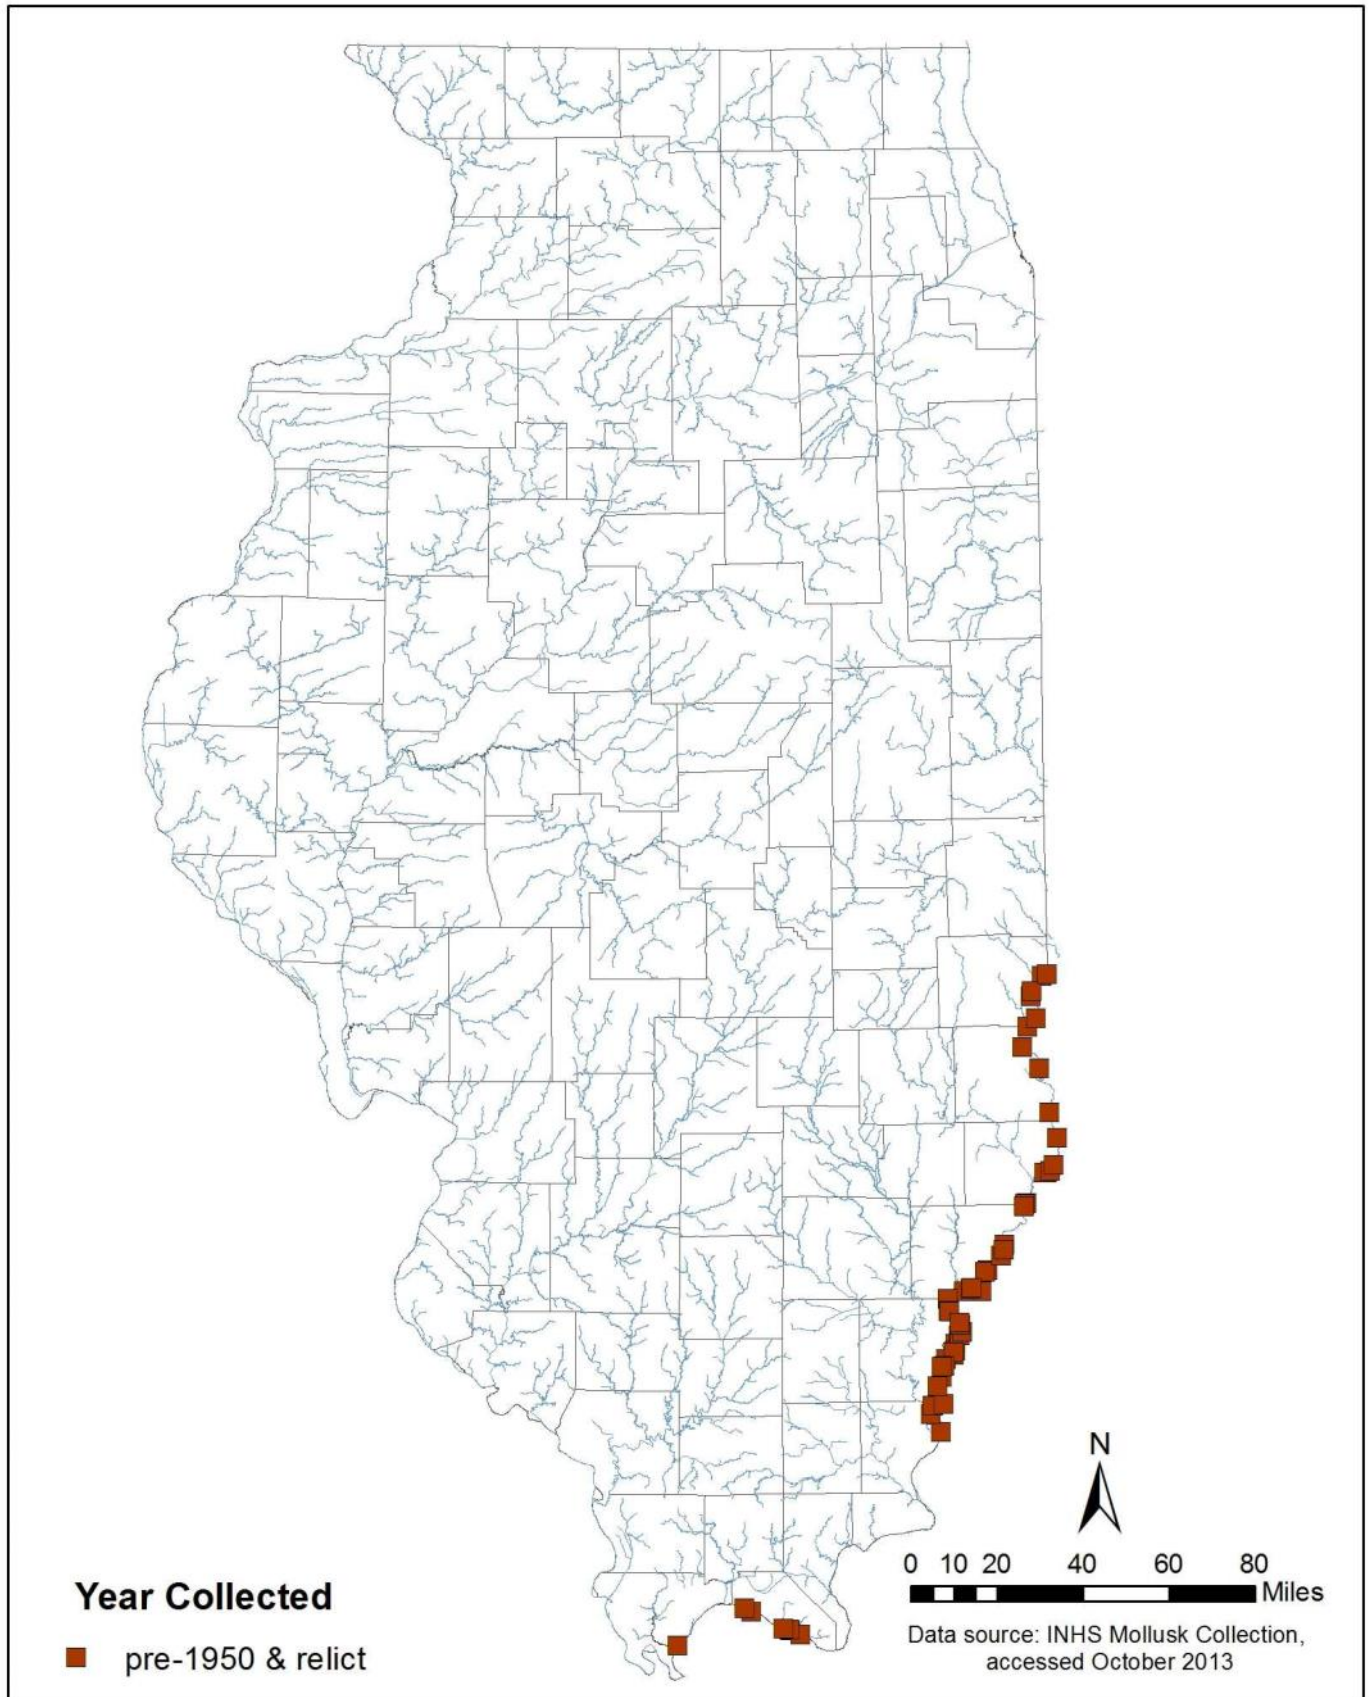 N
0 10 20 40 60 80
Miles
Year Collected
pre-1950 & relict
Data source: INHS Mollusk Collection,
accessed October 2013